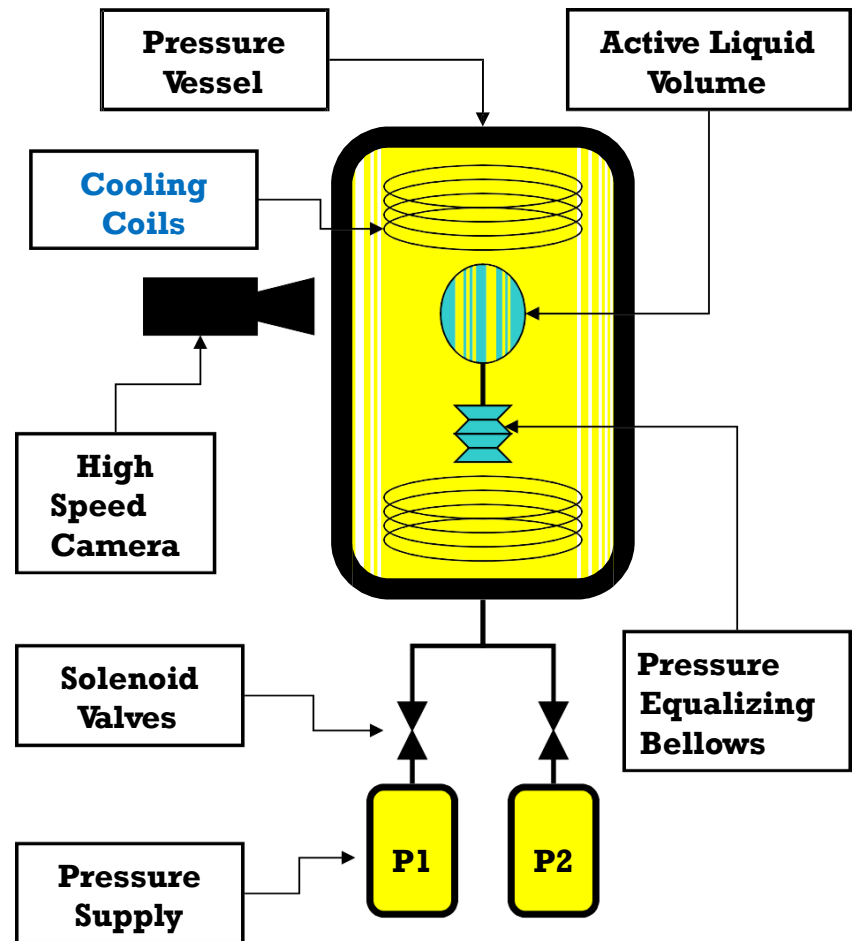 Pressure
Vessel
Active Liquid
Volume
Cooling
Coils
High
Speed
Camera
Solenoid
Valves
Pressure
Equalizing
Bellows
P1
P2
Pressure
Supply